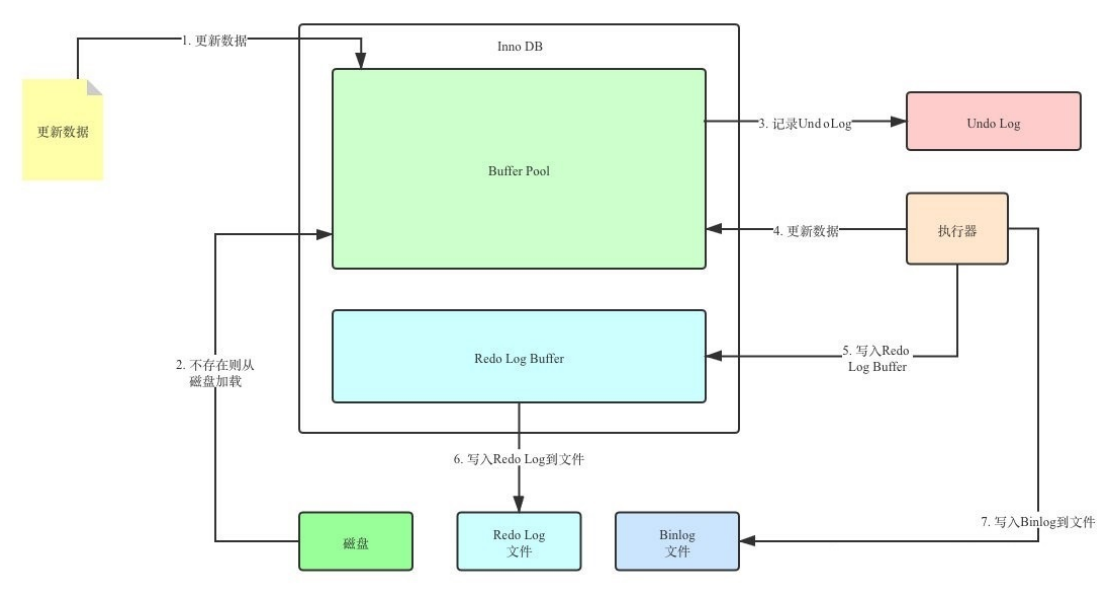 1. 更新数据
Inno DB
更新数据
Buffer Pool
3. 记录UndoLog
Undo Log
4. 更新数据
执行器
2. 不存在则从
磁盘加载
Redo Log Buffer
5. 写入Redo
Log Buffer
6. 写入Redo Log到文件
7. 写入Binlog到文件
磁盘
Redo Log
文件
Binlog
文件